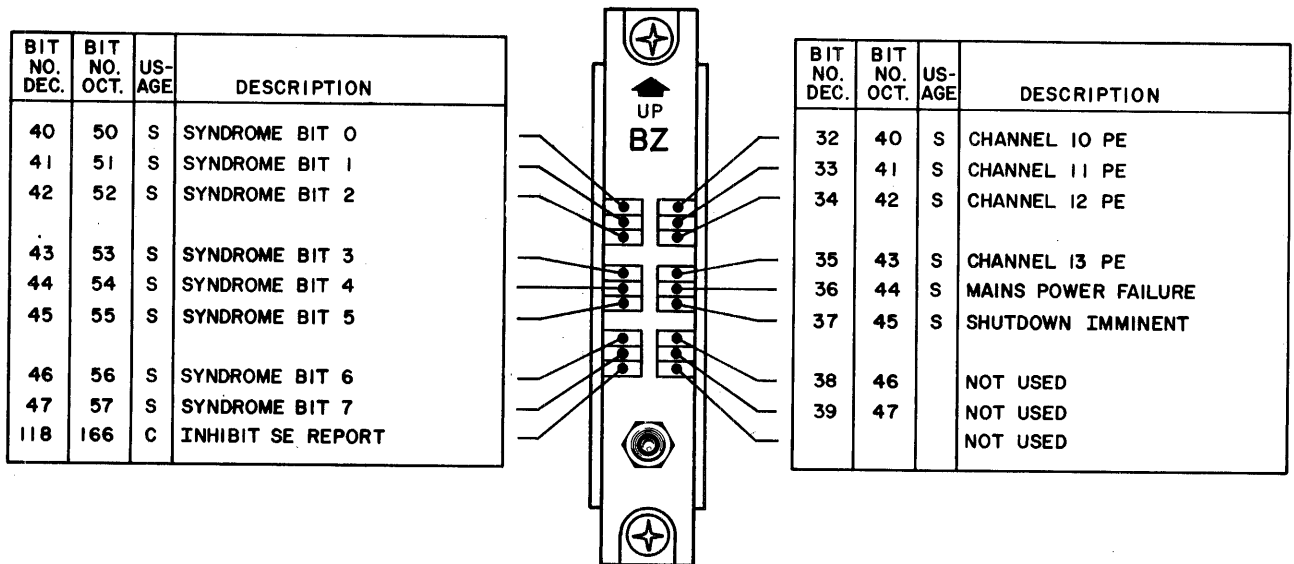 BIT NO. DEC. BIT NO. OCT. US-AGE DESCRIPTION
40 50 S SYNDROME BIT 0
41 51 S SYNDROME BIT 1
42 52 S SYNDROME BIT 2
43 53 S SYNDROME BIT 3
44 54 S SYNDROME BIT 4
45 55 S SYNDROME BIT 5
46 56 S SYNDROME BIT 6
47 57 S SYNDROME BIT 7
118 166 C INHIBIT SE REPORT
UP
BZ
BIT NO. DEC. BIT NO. OCT. US-AGE DESCRIPTION
32 40 S CHANNEL 10 PE
33 41 S CHANNEL 11 PE
34 42 S CHANNEL 12 PE
35 43 S CHANNEL 13 PE
36 44 S MAINS POWER FAILURE
37 45 S SHUTDOWN IMMINENT
38 46 NOT USED
39 47 NOT USED
NOT USED